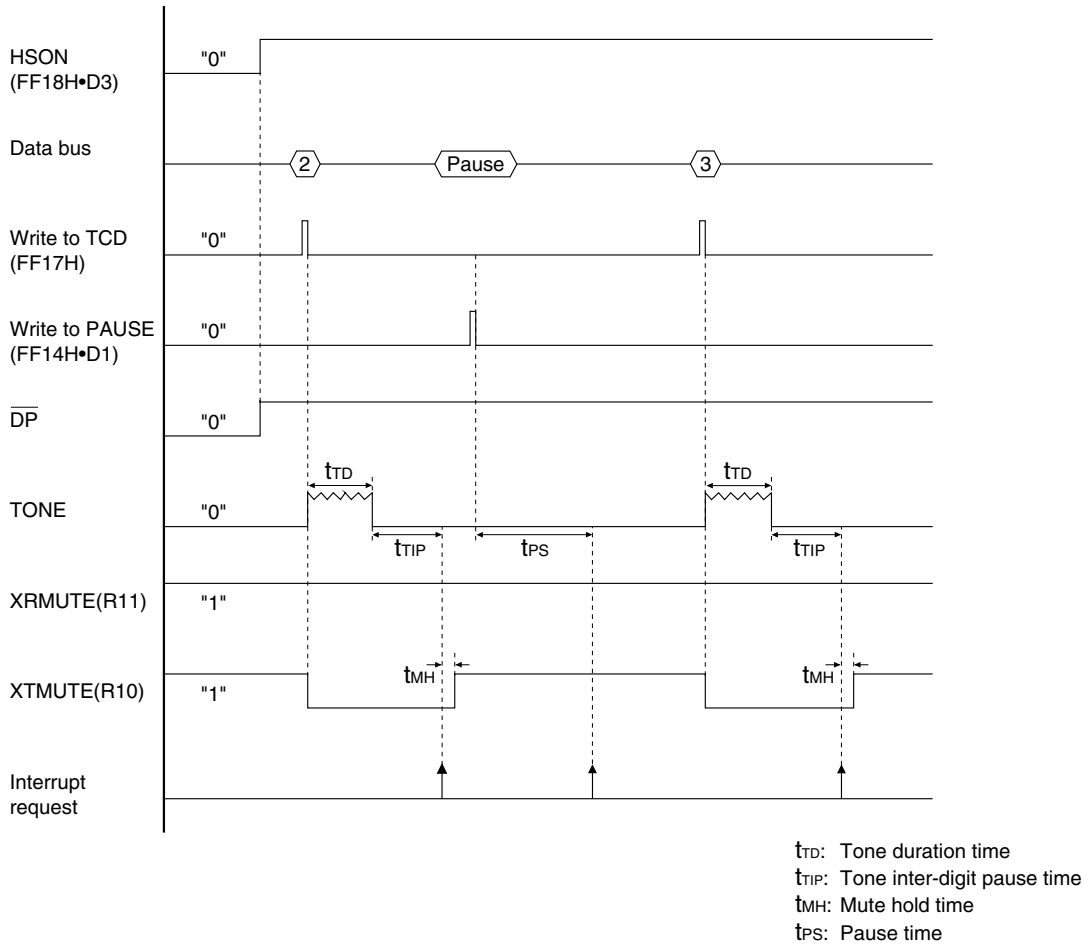 HSON
(FF18H•D3)
"0"
Data bus
2
Pause
3
Write to TCD
(FF17H)
"0"
Write to PAUSE
(FF14H•D1)
"0"
DP
"0"
tTD
tTD
TONE
"0"
tTIP
tPS
tTIP
XRMUTE(R11)
"1"
tMH
tMH
XTMUTE(R10)
"1"
Interrupt
request
tTD: Tone duration time
tTIP: Tone inter-digit pause time
tMH: Mute hold time
tPS: Pause time